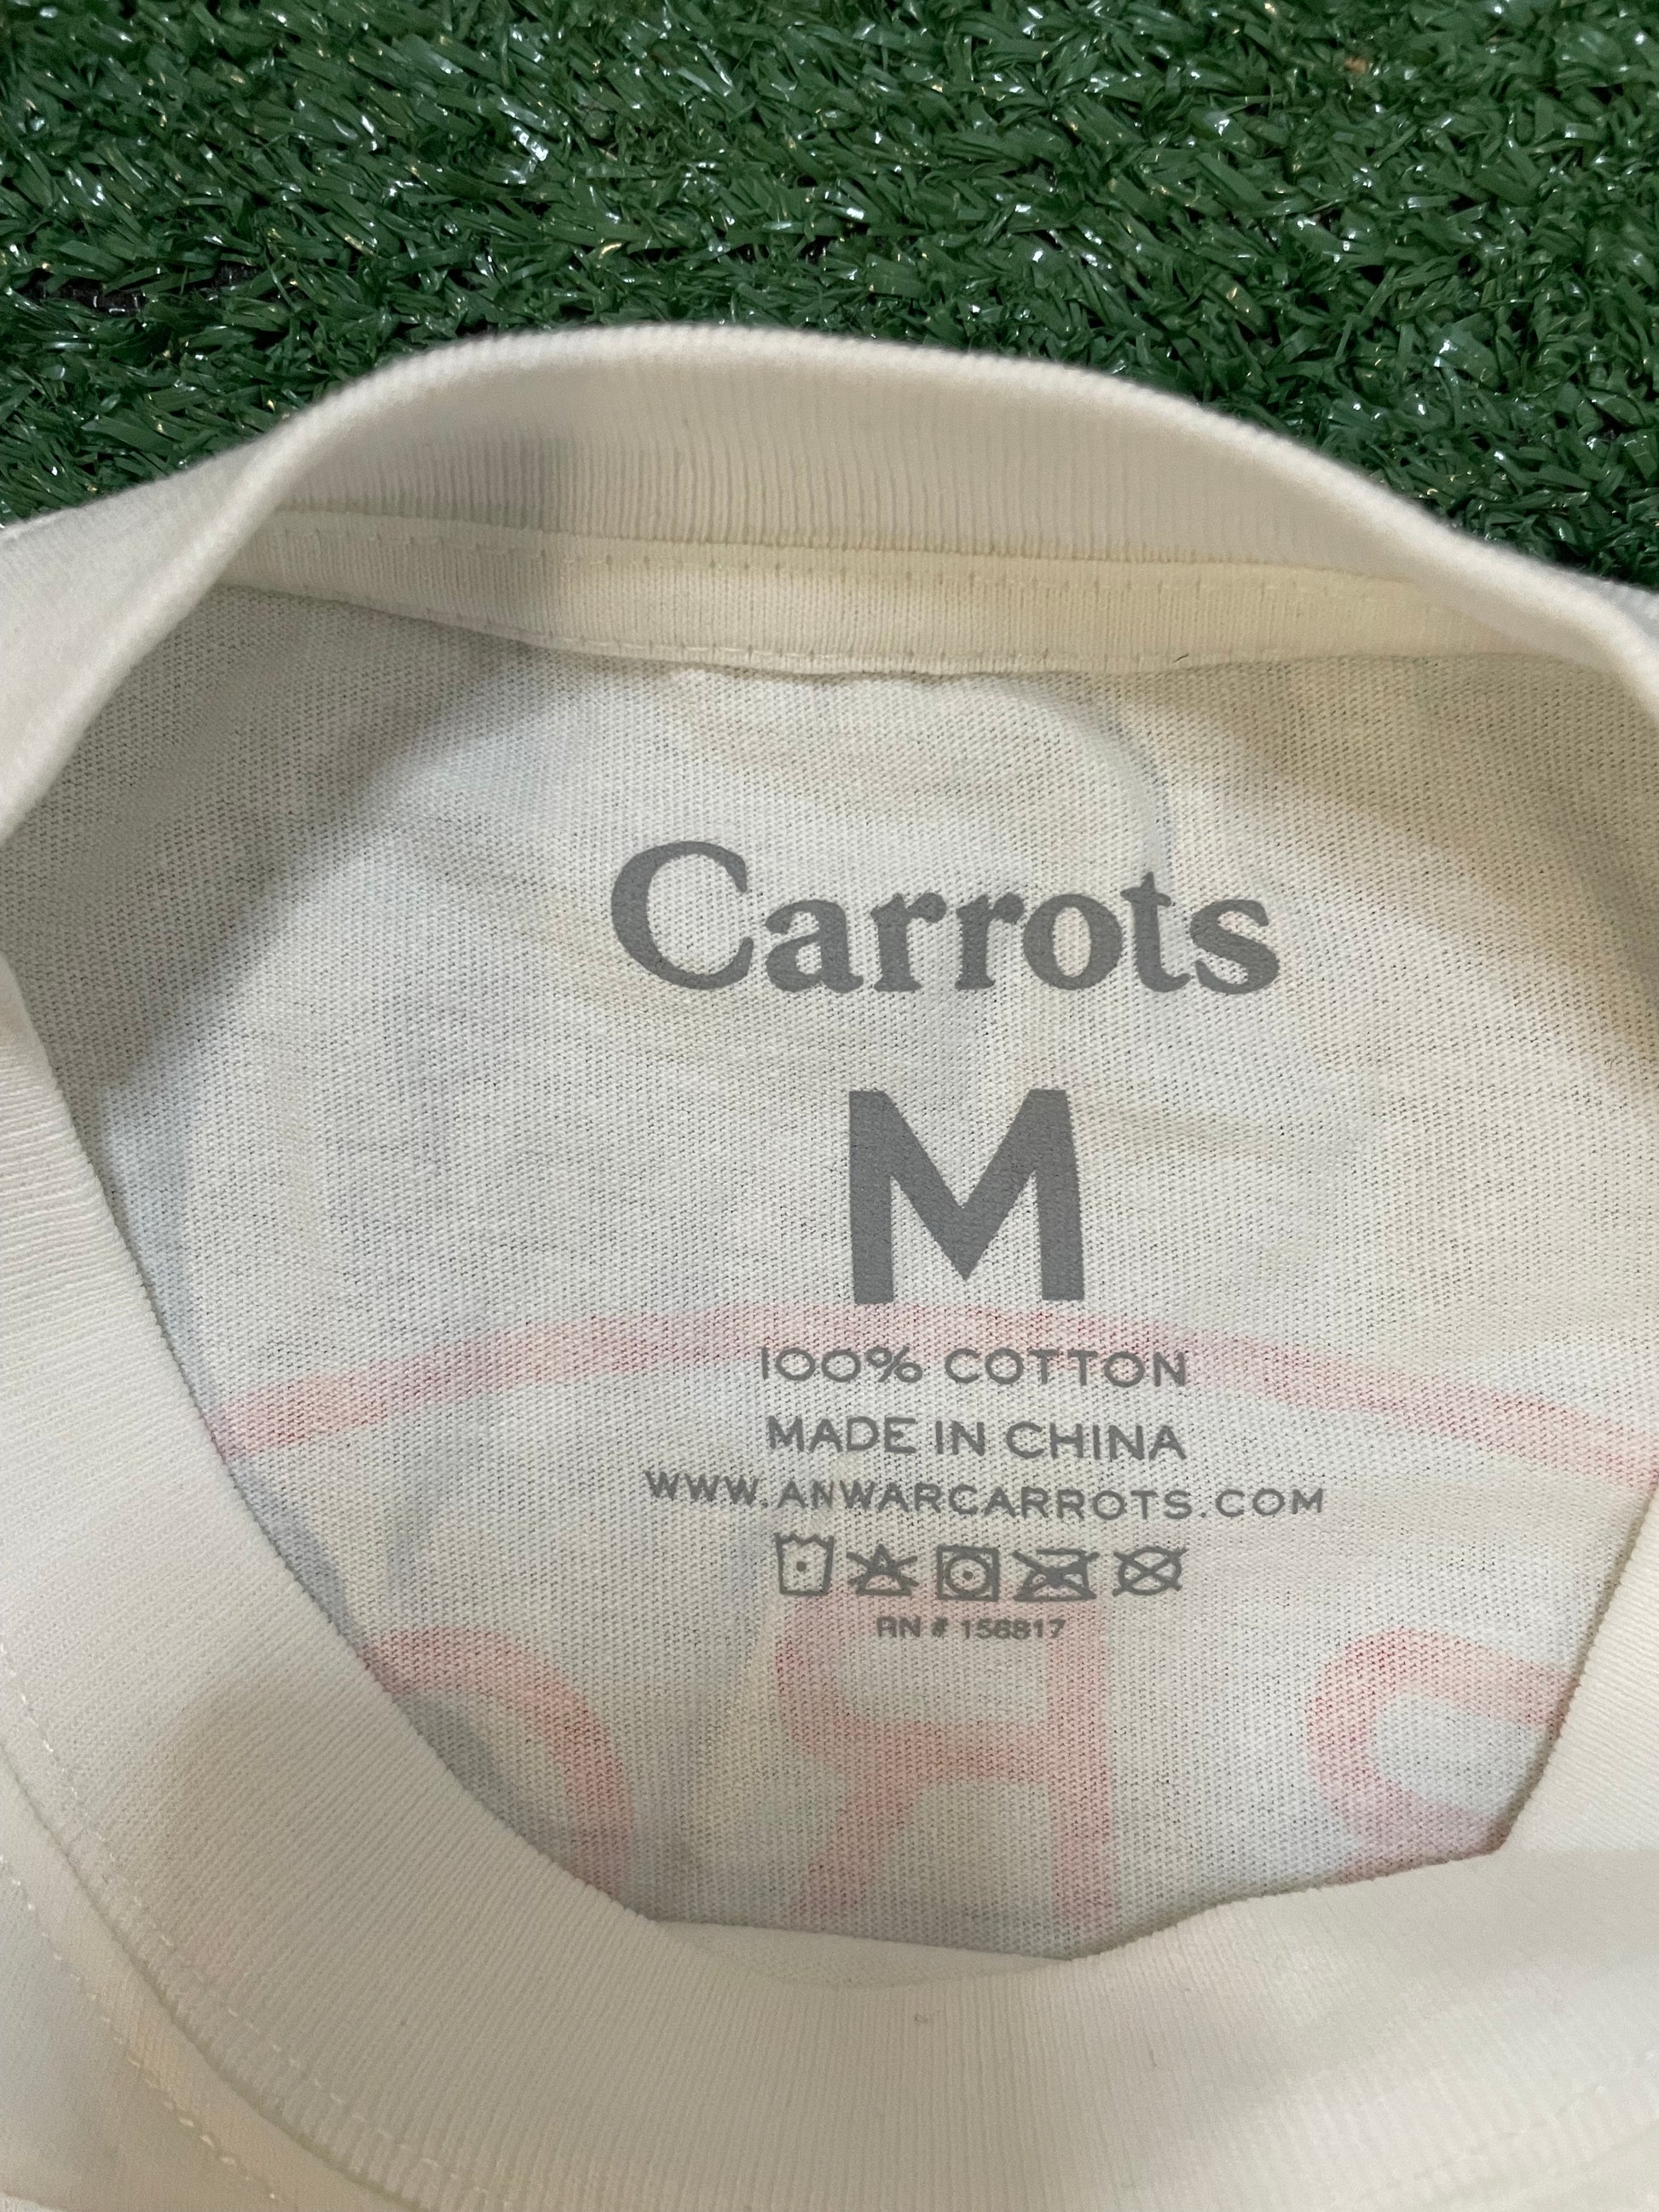 Carrots
M
100% COTTON
MADE IN CHINA
WWW.ANWARCARROTS.COM
RN # 156817